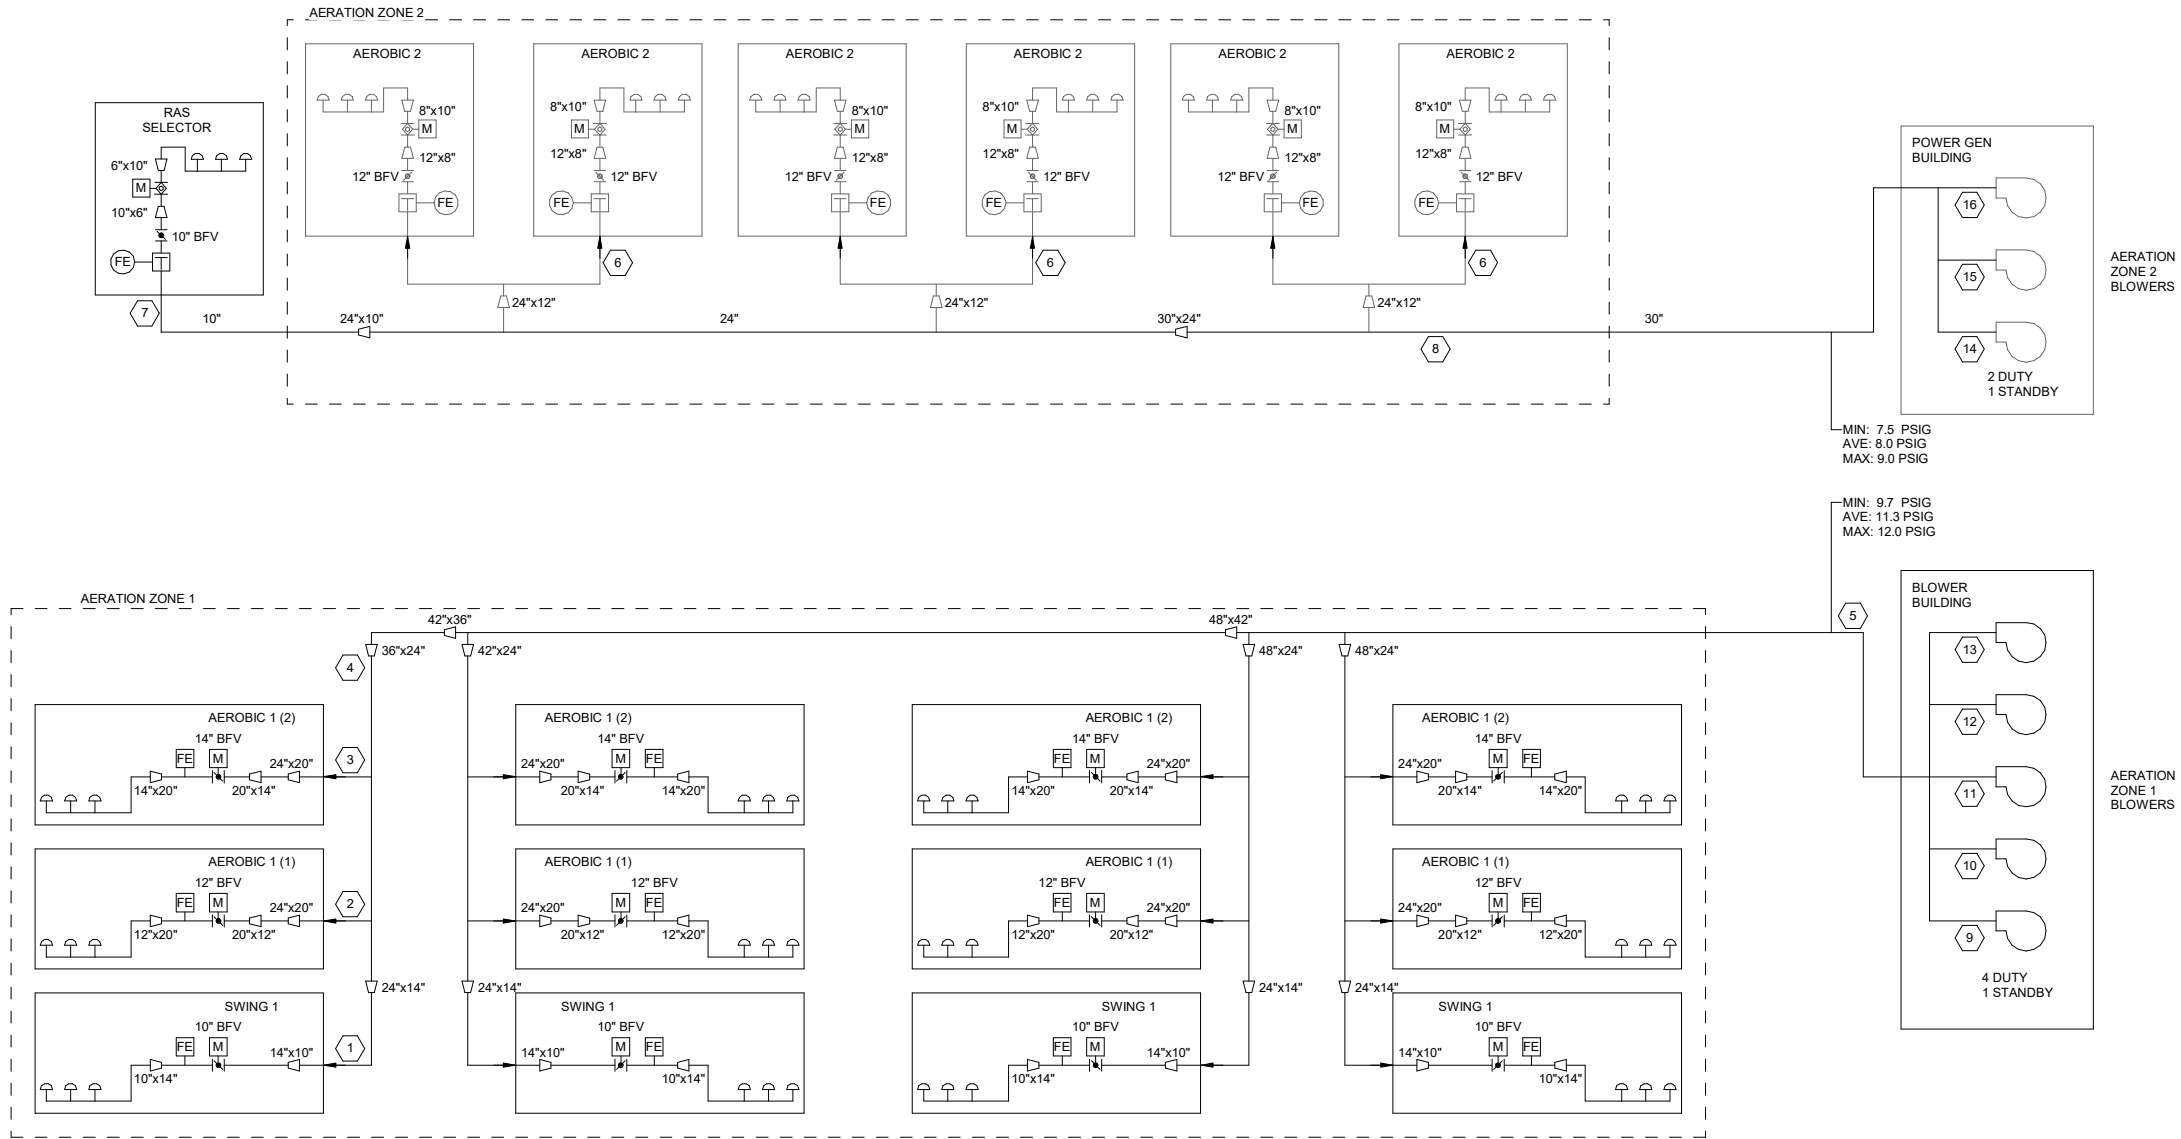 AERATION ZONE 2
AEROBIC 2
AEROBIC 2
AEROBIC 2
AEROBIC 2
AEROBIC 2
AEROBIC 2
8"x10"
8"x10"
8"x10"
8"x10"
8"x10"
8"x10"
M
M
M
M
M
M
12"x8"
12"x8"
12"x8"
12"x8"
12"x8"
12"x8"
12" BFV
12" BFV
12" BFV
12" BFV
12" BFV
12" BFV
FE
FE
FE
FE
FE
FE
6
6
6
24"x12"
24"x12"
24"x12"
RAS
SELECTOR
6"x10"
M
10"x6"
10" BFV
FE
7
10"
24"x10"
24"
30"x24"
8
30"
POWER GEN
BUILDING
16
15
14
2 DUTY
1 STANDBY
AERATION
ZONE 2
BLOWERS
MIN: 7.5 PSIG
AVE: 8.0 PSIG
MAX: 9.0 PSIG
MIN: 9.7 PSIG
AVE: 11.3 PSIG
MAX: 12.0 PSIG
AERATION ZONE 1
42"x36"
48"x42"
5
4
36"x24"
42"x24"
48"x24"
48"x24"
AEROBIC 1 (2)
14" BFV
FE
M
24"x20"
14"x20"
20"x14"
3
AEROBIC 1 (2)
14" BFV
24"x20"
M
FE
20"x14"
14"x20"
AEROBIC 1 (2)
14" BFV
FE
M
24"x20"
14"x20"
20"x14"
AEROBIC 1 (2)
14" BFV
24"x20"
M
FE
20"x14"
14"x20"
AEROBIC 1 (1)
12" BFV
FE
M
24"x20"
12"x20"
20"x12"
2
AEROBIC 1 (1)
12" BFV
24"x20"
M
FE
20"x12"
12"x20"
AEROBIC 1 (1)
12" BFV
FE
M
24"x20"
12"x20"
20"x12"
AEROBIC 1 (1)
12" BFV
24"x20"
M
FE
20"x12"
12"x20"
24"x14"
24"x14"
24"x14"
24"x14"
SWING 1
10" BFV
FE
M
14"x10"
10"x14"
1
SWING 1
10" BFV
14"x10"
M
FE
10"x14"
SWING 1
10" BFV
FE
M
14"x10"
10"x14"
SWING 1
10" BFV
14"x10"
M
FE
10"x14"
BLOWER
BUILDING
13
12
11
10
9
4 DUTY
1 STANDBY
AERATION
ZONE 1
BLOWERS